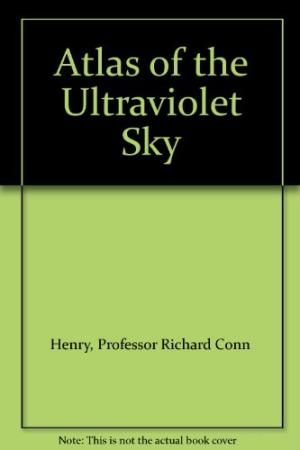 Atlas of the
Ultraviolet
Sky
Henry, Professor Richard Conn
Note: This is not the actual book cover